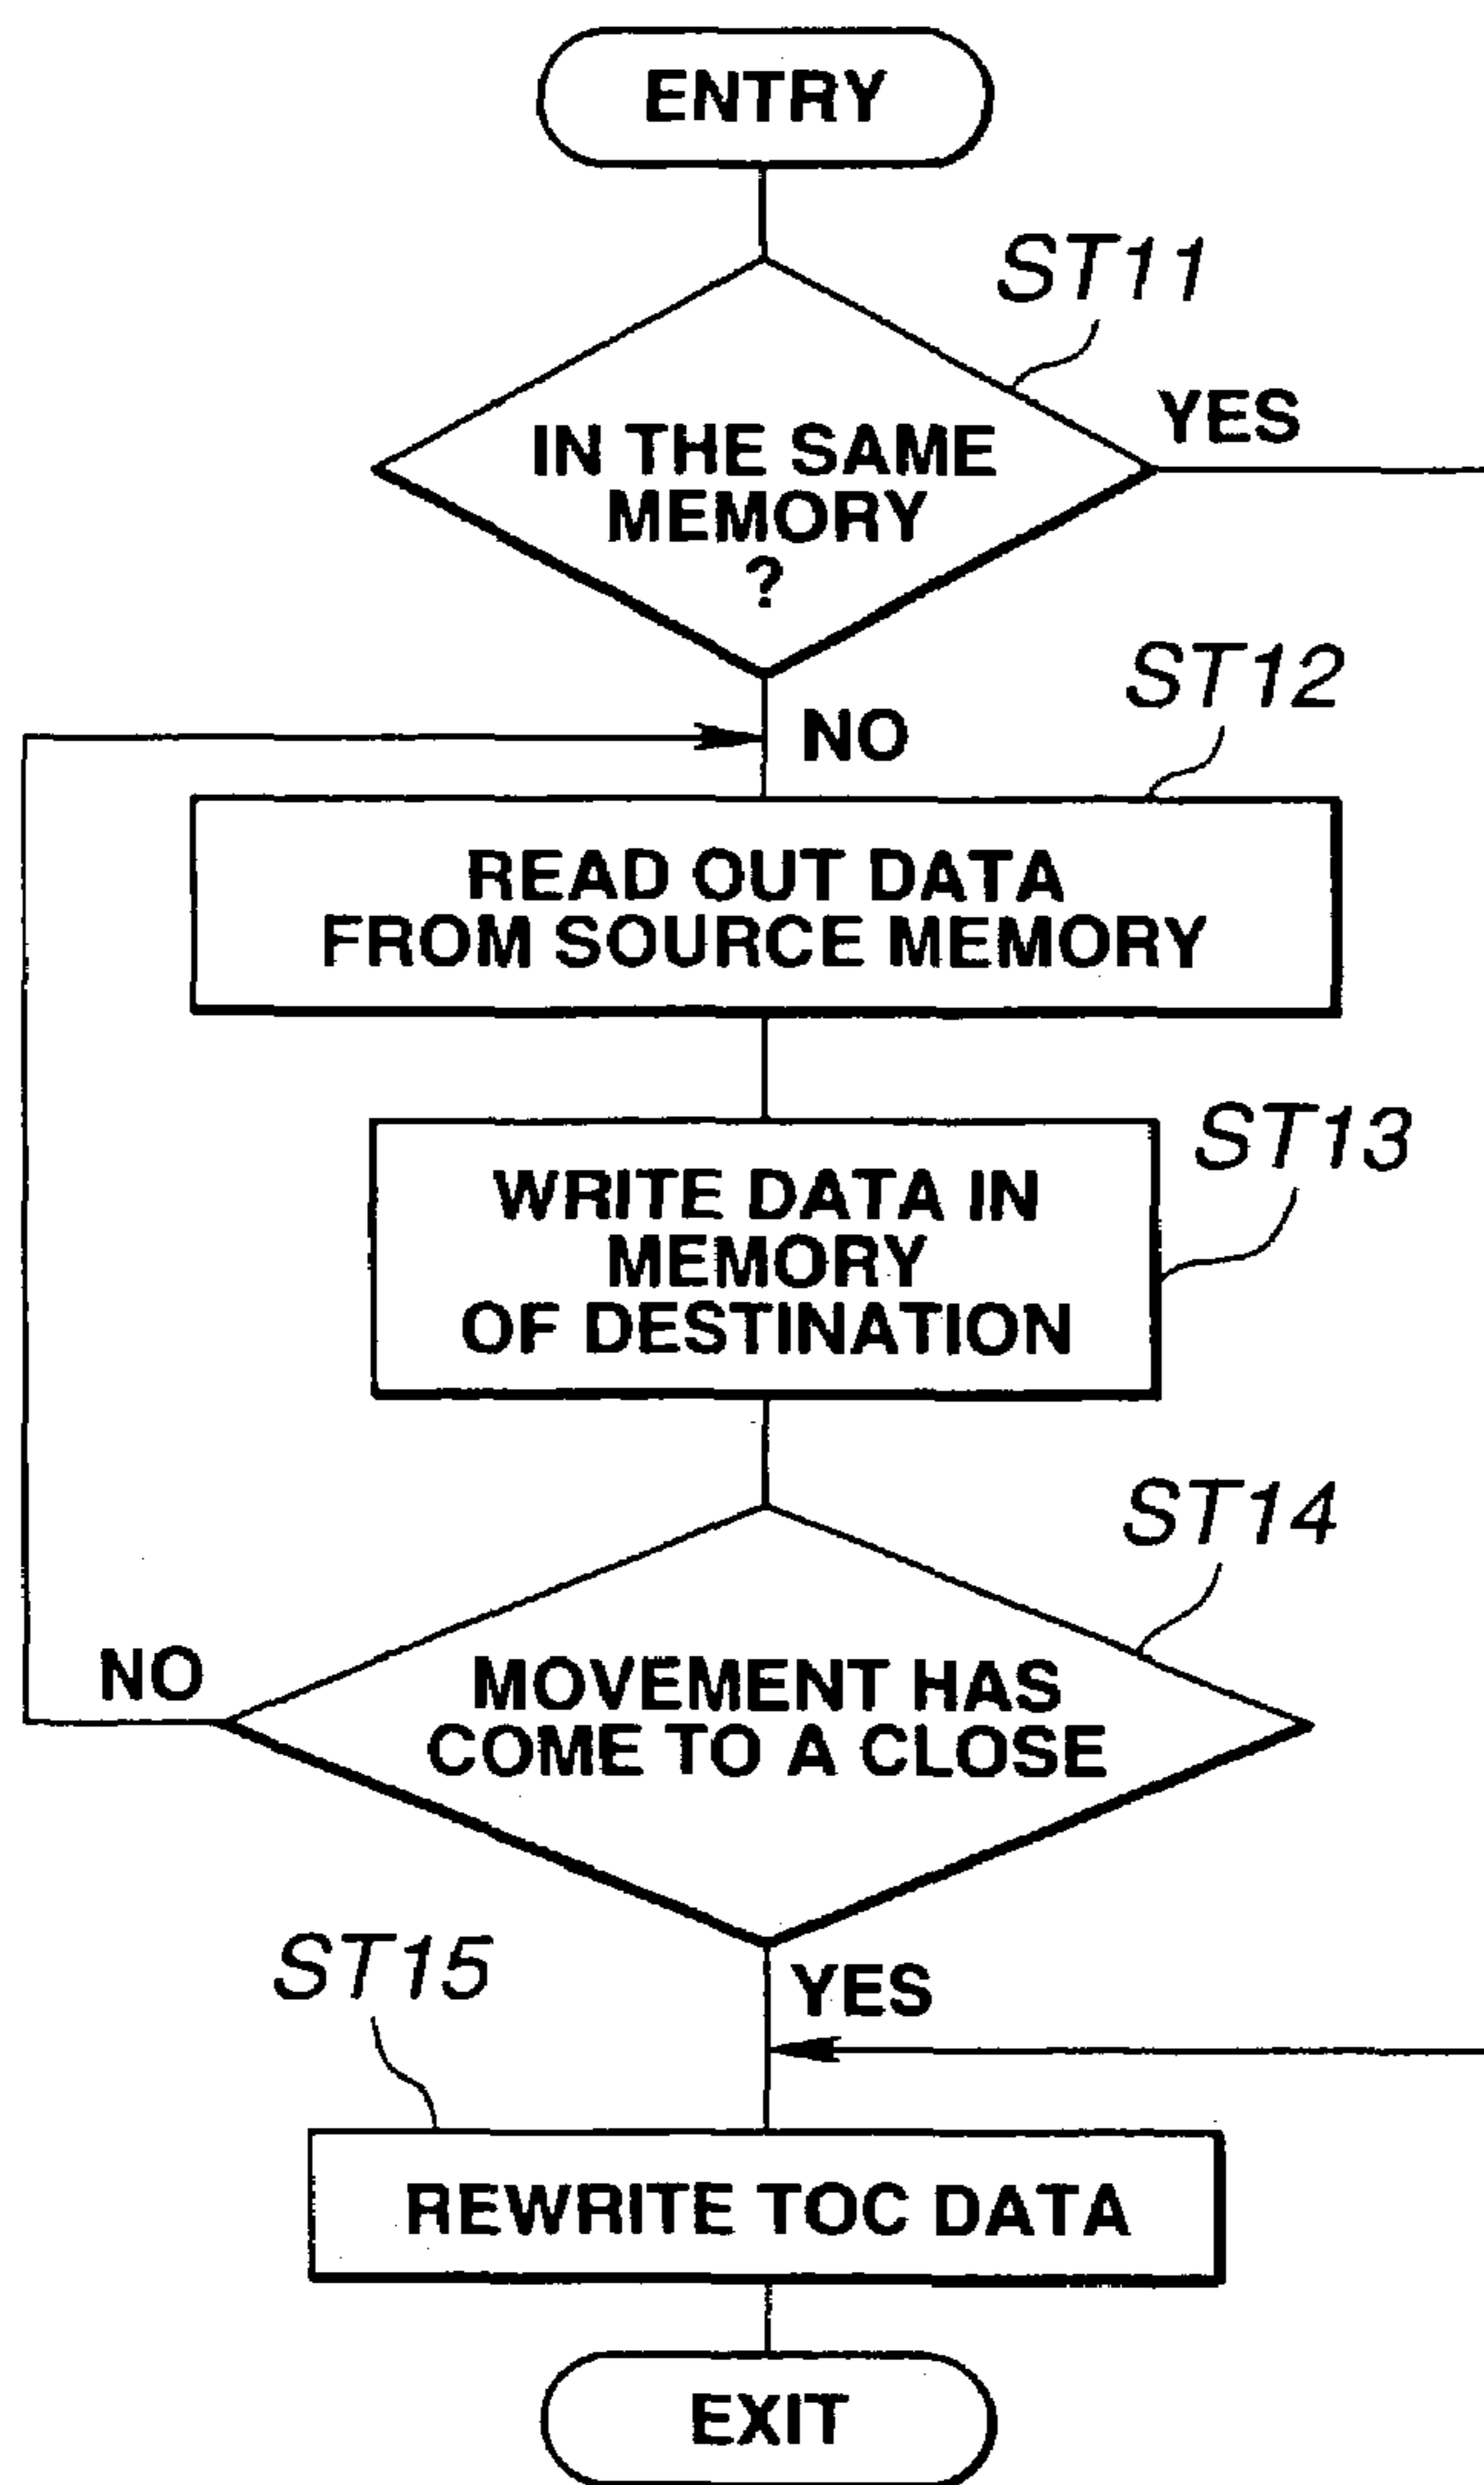 ENTRY
ST11
YES
IN THE SAME
MEMORY
?
ST12
NO
READ OUT DATA
FROM SOURCE MEMORY
ST13
WRITE DATA IN
MEMORY
OF DESTINATION
ST14
NO
MOVEMENT HAS
COME TO A CLOSE
ST15
YES
REWRITE TOC DATA
EXIT